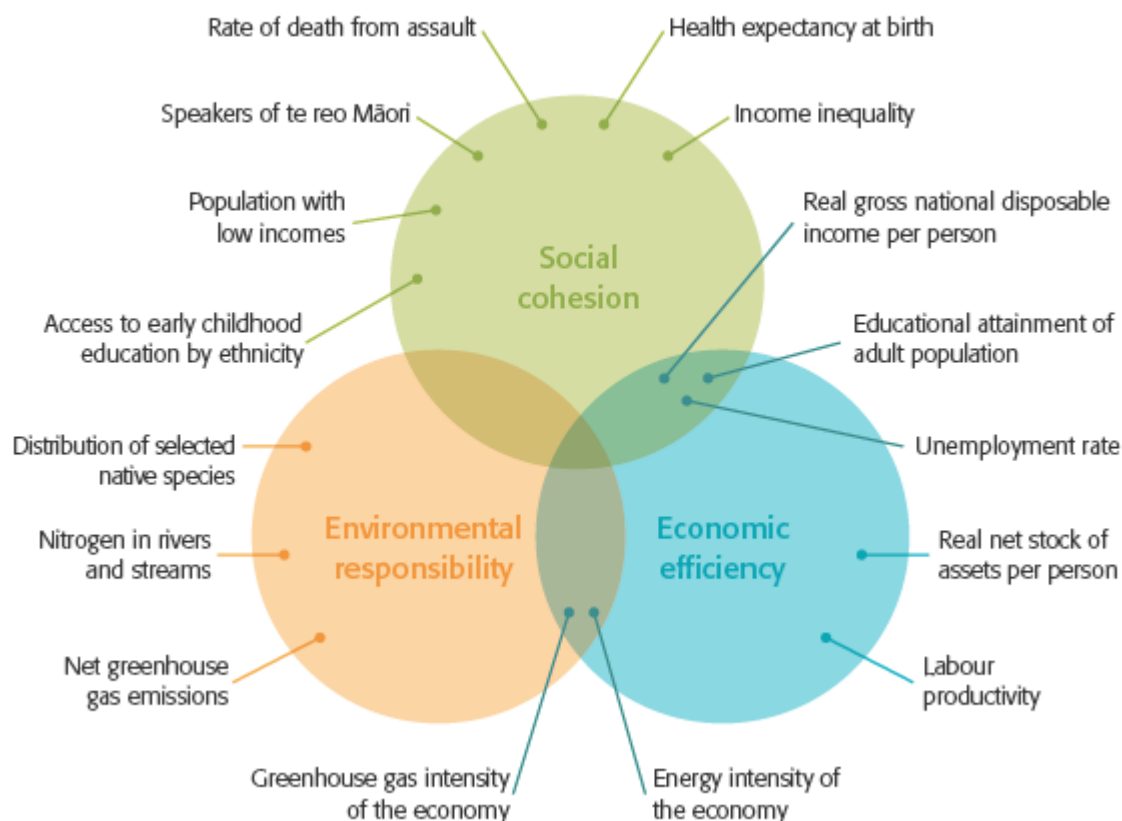 Rate of death from assault
Health expectancy at birth
Speakers of te reo Māori
Income inequality
Population with
low incomes
Real gross national disposable
income per person
Social
cohesion
Access to early childhood
education by ethnicity
Educational attainment of
adult population
Distribution of selected
native species
Unemployment rate
Environmental
responsibility
Economic
efficiency
Nitrogen in rivers
and streams
Real net stock of
assets per person
Net greenhouse
gas emissions
Labour
productivity
Greenhouse gas intensity
of the economy
Energy intensity of
the economy